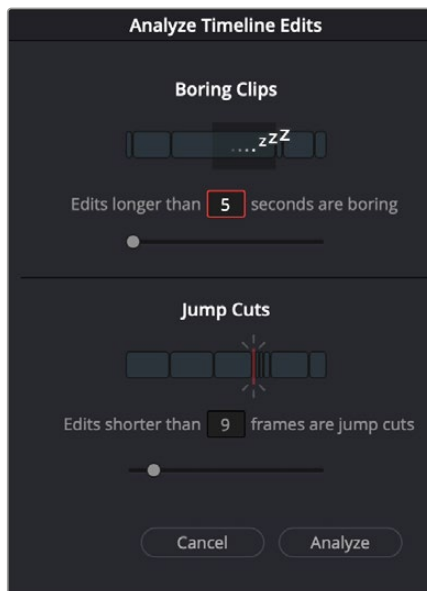 Analyze Timeline Edits
Boring Clips
....zzZ
Edits longer than 5 seconds are boring
Jump Cuts
Edits shorter than 9 frames are jump cuts
Cancel Analyze